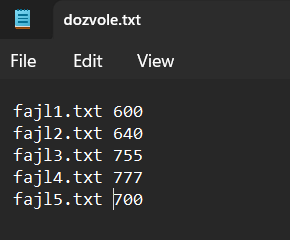 dozvole.txt
File Edit View
fajl1.txt 600
fajl2.txt 640
fajl3.txt 755
fajl4.txt 777
fajl5.txt 700